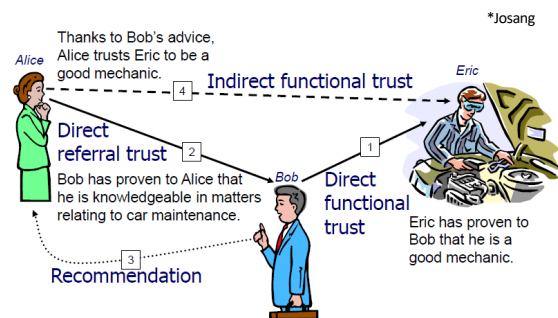 *Josang
Thanks to Bob's advice,
Alice trusts Eric to be a
good mechanic.
Alice
Eric
4
Indirect functional trust
Direct
referral trust
2
1
Bob
Direct
functional
trust
Bob has proven to Alice that
he is knowledgeable in matters
relating to car maintenance.
Eric has proven to
Bob that he is a
good mechanic.
3
Recommendation